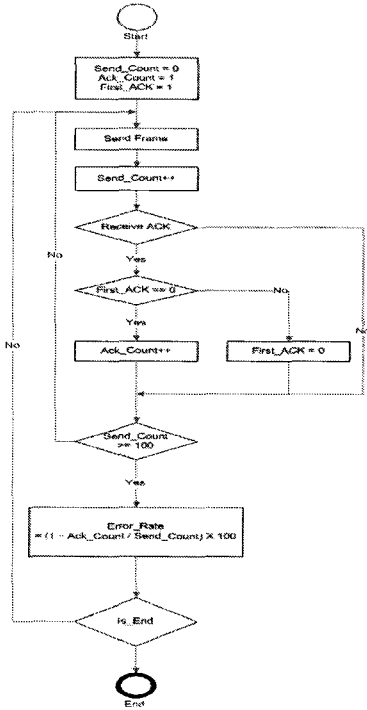 Start
Send_Count = 0
Ack_Count = 1
First_ACK = 1
Send Frame
Send_Count++
Receive ACK
No
Yes
First_ACK == 0
No
Yes
No
Ack_Count++
First_ACK = 0
Send_Count
>= 100
Yes
Error_Rate
= (1 - Ack_Count / Send_Count) X 100
Is_End
End